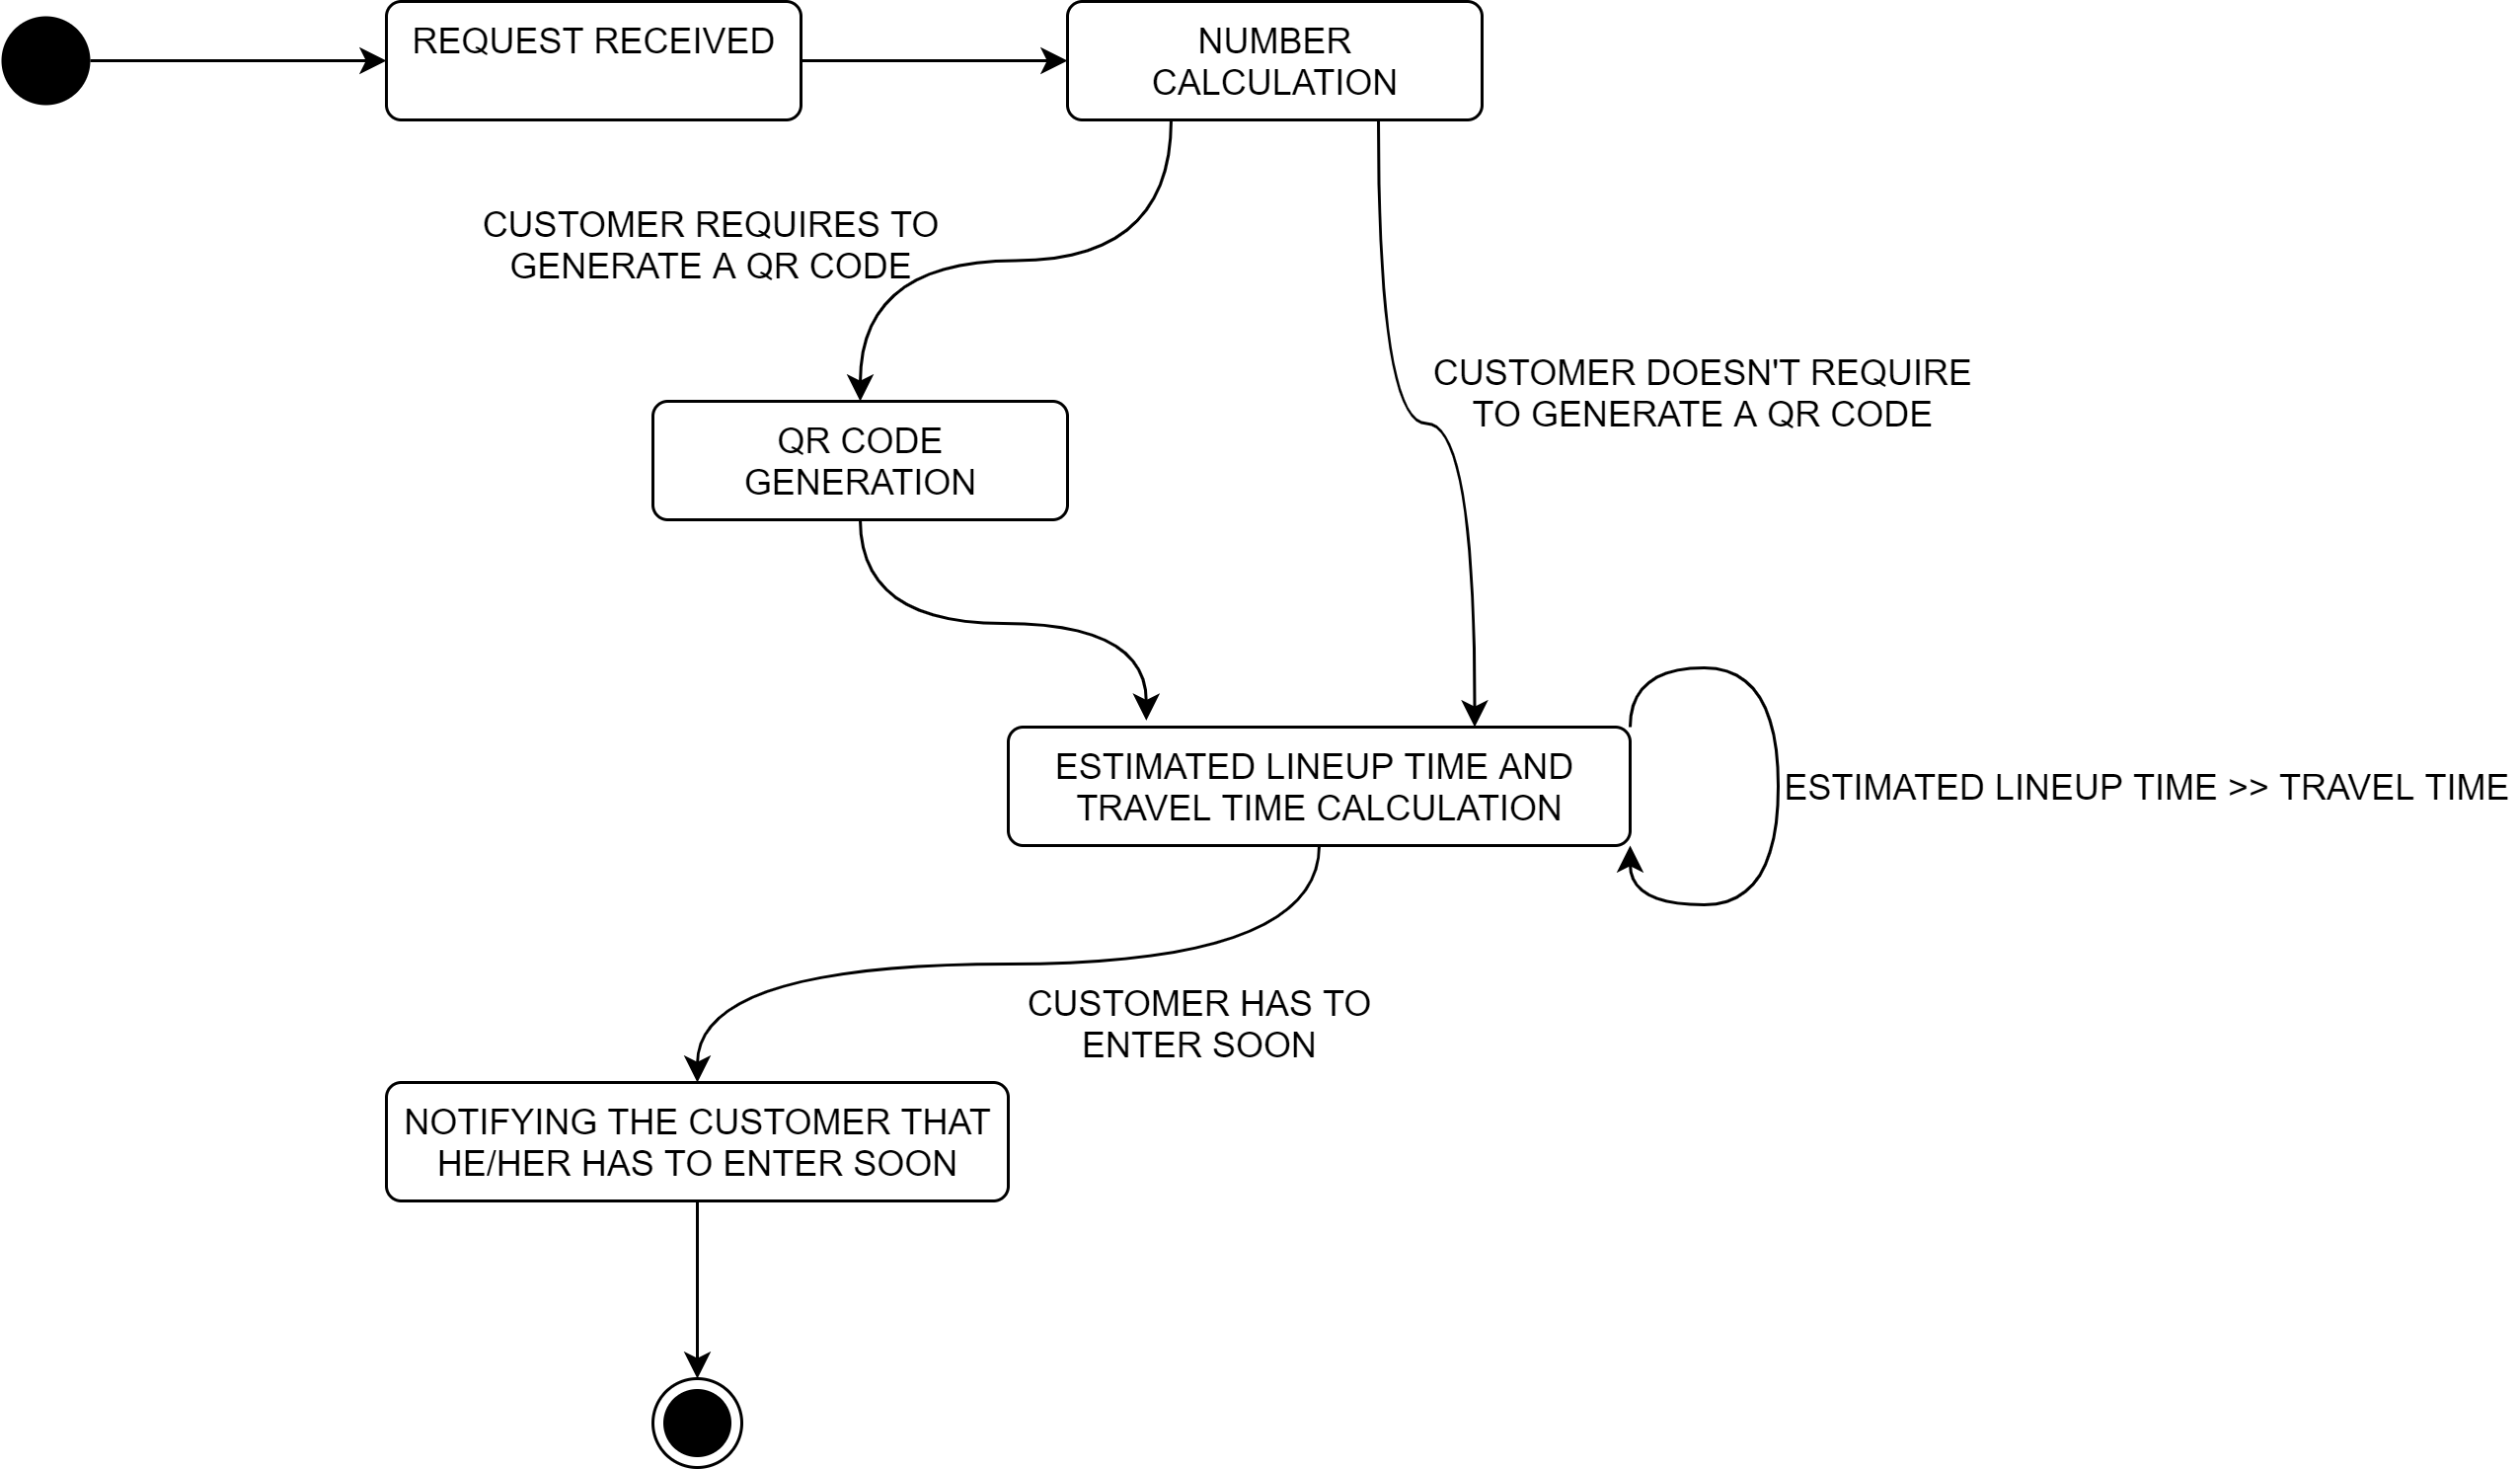 REQUEST RECEIVED
NUMBER
CALCULATION
CUSTOMER REQUIRES TO
GENERATE A QR CODE
CUSTOMER DOESN'T REQUIRE
TO GENERATE A QR CODE
QR CODE
GENERATION
ESTIMATED LINEUP TIME AND
TRAVEL TIME CALCULATION
ESTIMATED LINEUP TIME >> TRAVEL TIME
CUSTOMER HAS TO
ENTER SOON
NOTIFYING THE CUSTOMER THAT
HE/HER HAS TO ENTER SOON